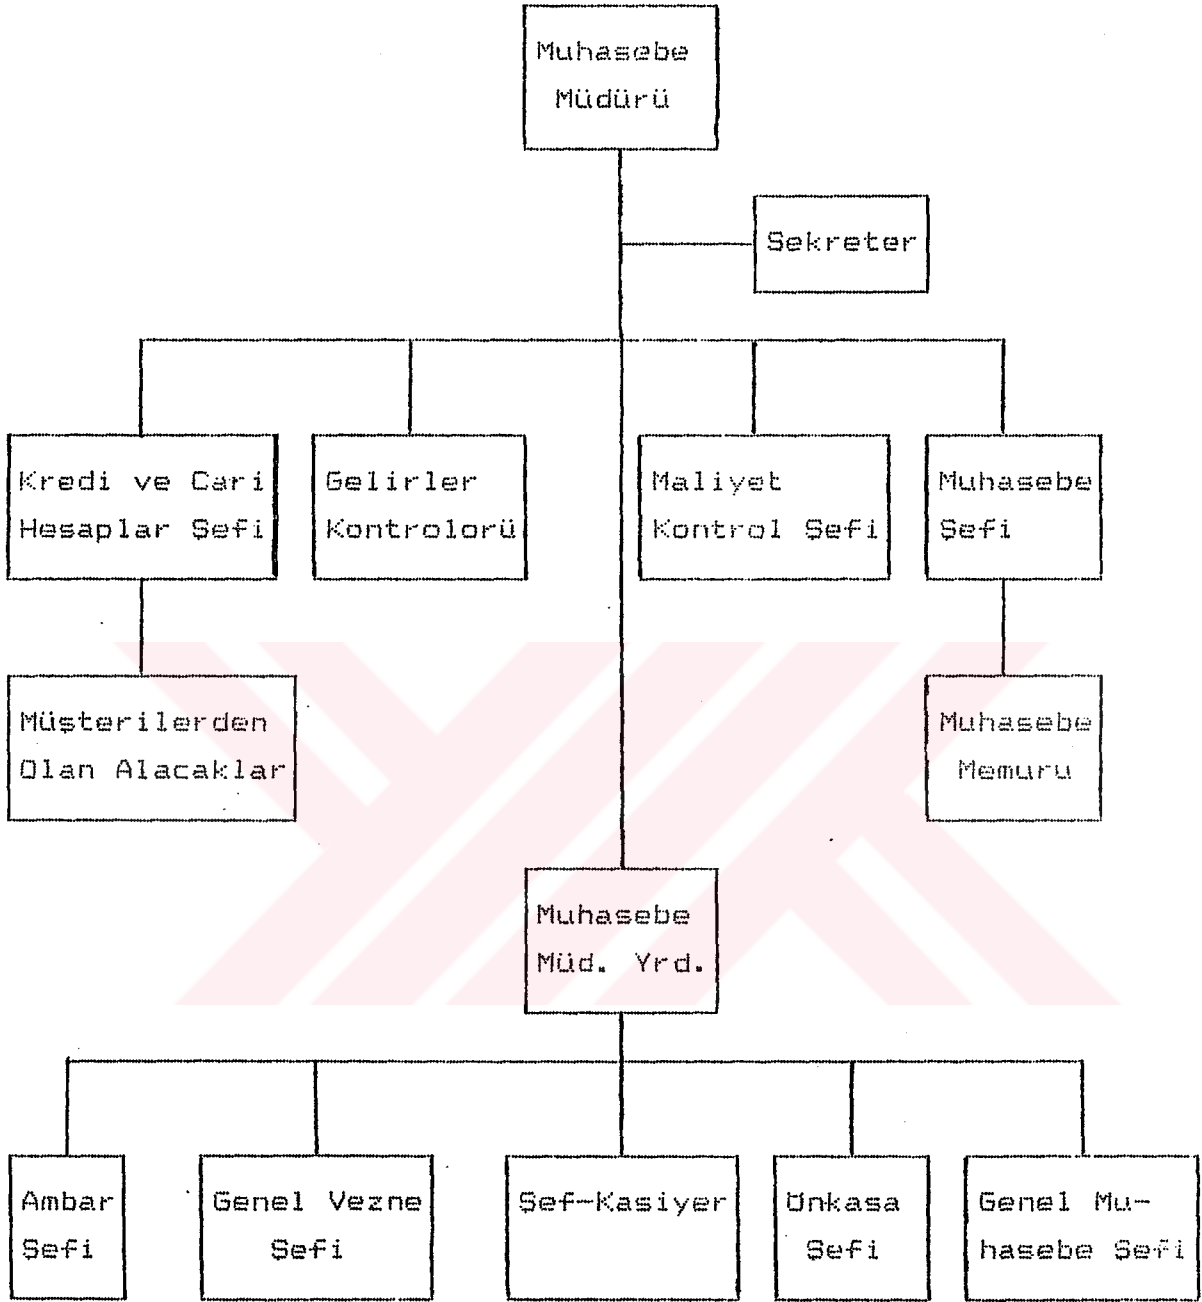 Muhasebe
Müdürü
Sekreter
Kredi ve Cari
Hesaplar Şefi
Gelirler
Kontrolorü
Maliyet
Kontrol Şefi
Muhasebe
Şefi
Müşterilerden
Olan Alacaklar
Muhasebe
Memuru
Muhasebe
Müd. Yrd.
Ambar
Şefi
Genel Vezne
Şefi
Şef-Kasiyer
Önkasa
Şefi
Genel Mu-
hasebe Şefi